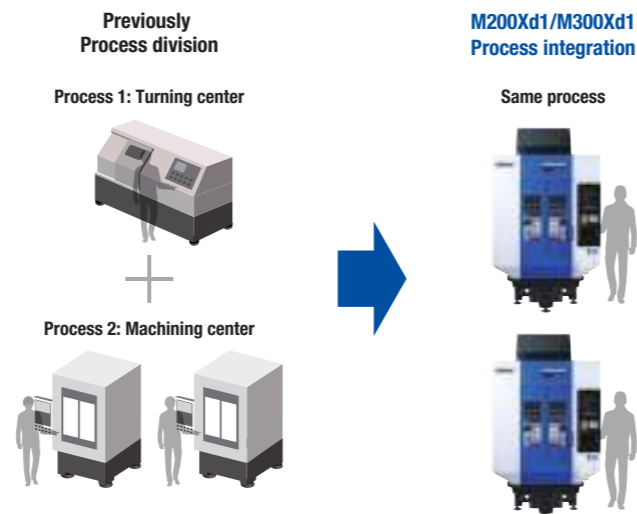 Previously
Process division
Process 1: Turning center
Process 2: Machining center
M200Xd1/M300Xd1
Process integration
Same process